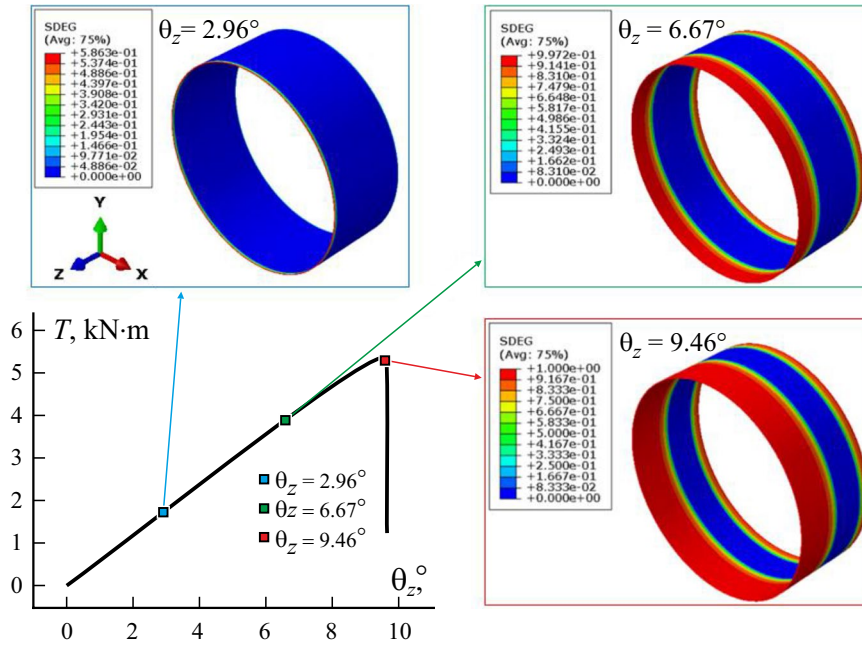 SDEG
(Avg: 75%)
+5.863e-01
+5.374e-01
+4.886e-01
+4.397e-01
+3.908e-01
+3.420e-01
+2.931e-01
+2.443e-01
+1.954e-01
+1.466e-01
+9.771e-02
+4.886e-02
+0.000e+00
θz = 2.96°
Y
Z
X
SDEG
(Avg: 75%)
+9.972e-01
+9.141e-01
+8.310e-01
+7.479e-01
+6.648e-01
+5.817e-01
+4.986e-01
+4.155e-01
+3.324e-01
+2.493e-01
+1.662e-01
+8.310e-02
+0.000e+00
θz = 6.67°
SDEG
(Avg: 75%)
+1.000e+00
+9.167e-01
+8.333e-01
+7.500e-01
+6.667e-01
+5.833e-01
+5.000e-01
+4.167e-01
+3.333e-01
+2.500e-01
+1.667e-01
+8.333e-02
+0.000e+00
θz = 9.46°
T, kN·m
6
5
4
3
2
1
0
θz = 2.96°
θz = 6.67°
θz = 9.46°
θz,°
0 2 4 6 8 10